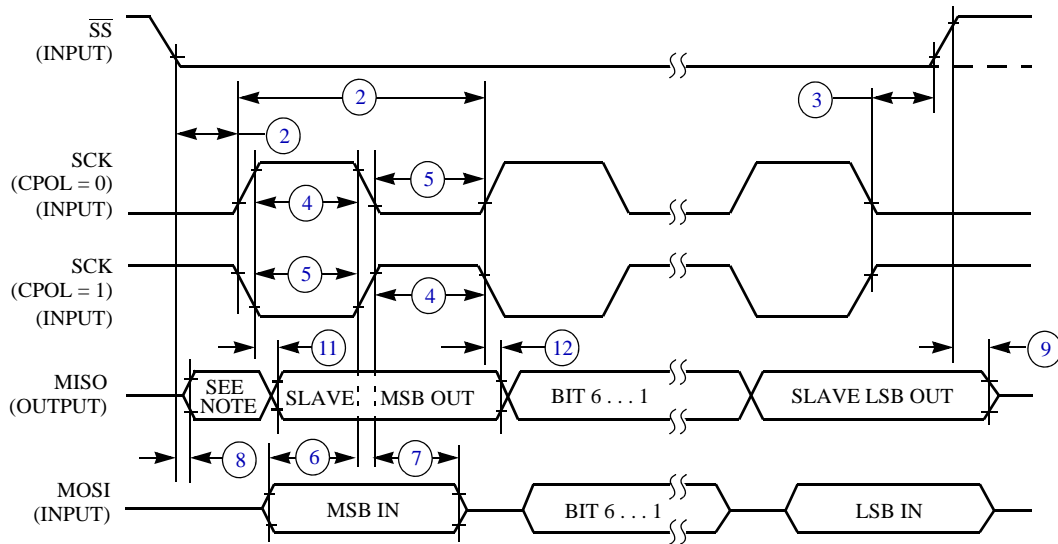 SS
(INPUT)
2
3
2
SCK
(CPOL = 0)
(INPUT)
5
4
SCK
(CPOL = 1)
(INPUT)
5
4
11
12
9
MISO
(OUTPUT)
SEE
NOTE
SLAVE
MSB OUT
BIT 6 . . . 1
SLAVE LSB OUT
8
6
7
MOSI
(INPUT)
MSB IN
BIT 6 . . . 1
LSB IN